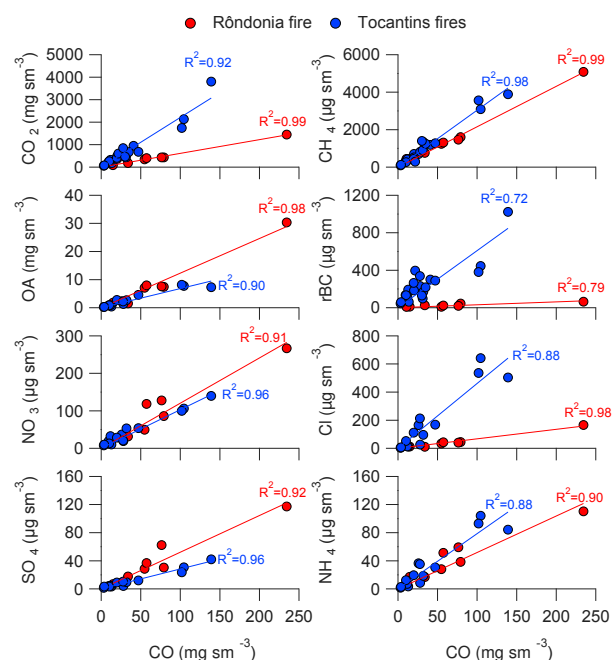 Rôndonia fire Tocantins fires
CO 2 (mg sm⁻³)
5000
4000
3000
2000
1000
0
R²=0.92
R²=0.99
CH 4 (µg sm⁻³)
6000
4000
2000
0
R²=0.98
R²=0.99
OA (mg sm⁻³)
40
30
20
10
0
R²=0.98
R²=0.90
rBC (µg sm⁻³)
1200
800
400
0
R²=0.72
R²=0.79
NO 3 (µg sm⁻³)
300
200
100
0
R²=0.91
R²=0.96
Cl (µg sm⁻³)
800
600
400
200
0
R²=0.88
R²=0.98
SO 4 (µg sm⁻³)
160
120
80
40
0
R²=0.92
R²=0.96
0 50 100 150 200 250
CO (mg sm⁻³)
NH 4 (µg sm⁻³)
160
120
80
40
0
R²=0.88
R²=0.90
0 50 100 150 200 250
CO (mg sm⁻³)